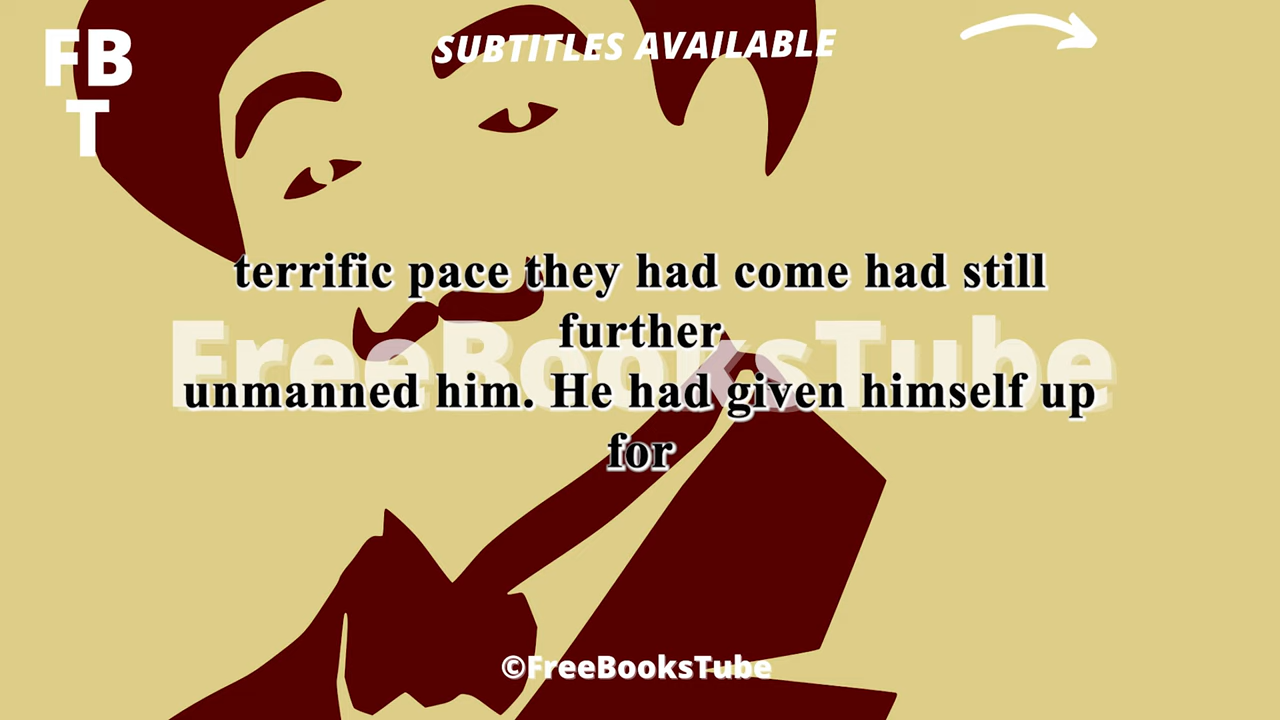 FB
T
SUBTITLES AVAILABLE
terrific pace they had come had still
further
FreeBooksTube
unmanned him. He had given himself up
for
©FreeBooksTube